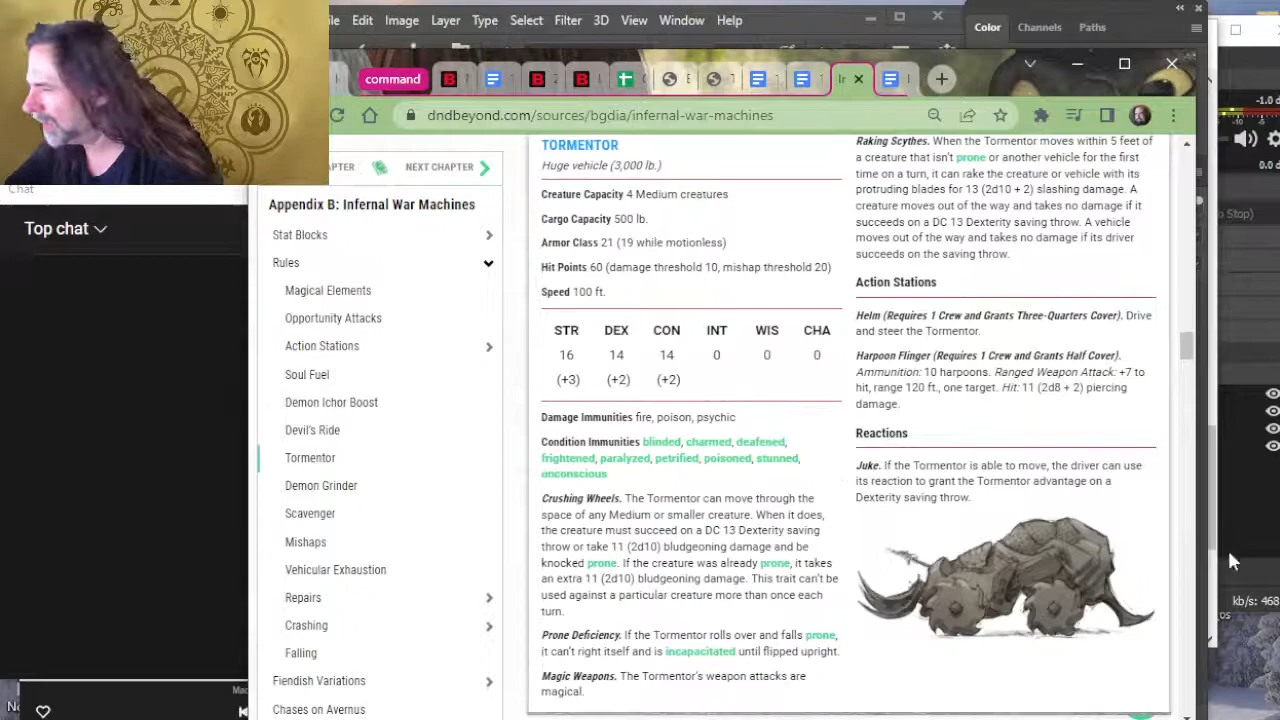 File Edit Image Layer Type Select Filter 3D View Window Help
Color Channels Paths
command
dndbeyond.com/sources/bgdia/infernal-war-machines
-1.0 d
Chat
Top chat
NEXT CHAPTER
Appendix B: Infernal War Machines
Stat Blocks
Rules
Magical Elements
Opportunity Attacks
Action Stations
Soul Fuel
Demon Ichor Boost
Devil's Ride
Tormentor
Demon Grinder
Scavenger
Mishaps
Vehicular Exhaustion
Repairs
Crashing
Falling
Fiendish Variations
Chases on Avernus
TORMENTOR
Huge vehicle (3,000 lb.)
Creature Capacity 4 Medium creatures
Cargo Capacity 500 lb.
Armor Class 21 (19 while motionless)
Hit Points 60 (damage threshold 10, mishap threshold 20)
Speed 100 ft.
STR DEX CON INT WIS CHA
16 14 14 0 0 0
(+3) (+2) (+2)
Damage Immunities fire, poison, psychic
Condition Immunities blinded, charmed, deafened,
frightened, paralyzed, petrified, poisoned, stunned,
unconscious
Crushing Wheels. The Tormentor can move through the
space of any Medium or smaller creature. When it does,
the creature must succeed on a DC 13 Dexterity saving
throw or take 11 (2d10) bludgeoning damage and be
knocked prone. If the creature was already prone, it takes
an extra 11 (2d10) bludgeoning damage. This trait can't be
used against a particular creature more than once each
turn.
Prone Deficiency. If the Tormentor rolls over and falls prone,
it can't right itself and is incapacitated until flipped upright.
Magic Weapons. The Tormentor's weapon attacks are
magical.
Raking Scythes. When the Tormentor moves within 5 feet of
a creature that isn't prone or another vehicle for the first
time on a turn, it can rake the creature or vehicle with its
protruding blades for 13 (2d10 + 2) slashing damage. A
creature moves out of the way and takes no damage if it
succeeds on a DC 13 Dexterity saving throw. A vehicle
moves out of the way and takes no damage if its driver
succeeds on the saving throw.
Action Stations
Helm (Requires 1 Crew and Grants Three-Quarters Cover). Drive
and steer the Tormentor.
Harpoon Flinger (Requires 1 Crew and Grants Half Cover).
Ammunition: 10 harpoons. Ranged Weapon Attack: +7 to
hit, range 120 ft., one target. Hit: 11 (2d8 + 2) piercing
damage.
Reactions
Juke. If the Tormentor is able to move, the driver can use
its reaction to grant the Tormentor advantage on a
Dexterity saving throw.
Stop)
kb/s: 468